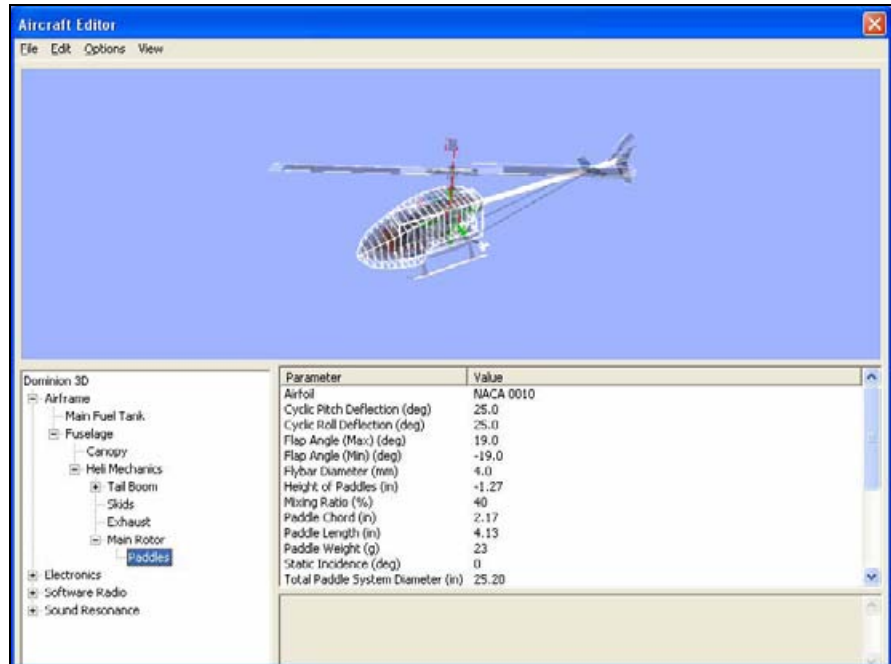 Aircraft Editor
File Edit Options View
Dominion 3D
Airframe
Main Fuel Tank
Fuselage
Canopy
Heli Mechanics
Tail Boom
Skids
Exhaust
Main Rotor
Paddles
Electronics
Software Radio
Sound Resonance
Parameter Value
Airfoil NACA 0010
Cyclic Pitch Deflection (deg) 25.0
Cyclic Roll Deflection (deg) 25.0
Flap Angle (Max) (deg) 19.0
Flap Angle (Min) (deg) -19.0
Flybar Diameter (mm) 4.0
Height of Paddles (in) -1.27
Mixing Ratio (%) 40
Paddle Chord (in) 2.17
Paddle Length (in) 4.13
Paddle Weight (g) 23
Static Incidence (deg) 0
Total Paddle System Diameter (in) 25.20